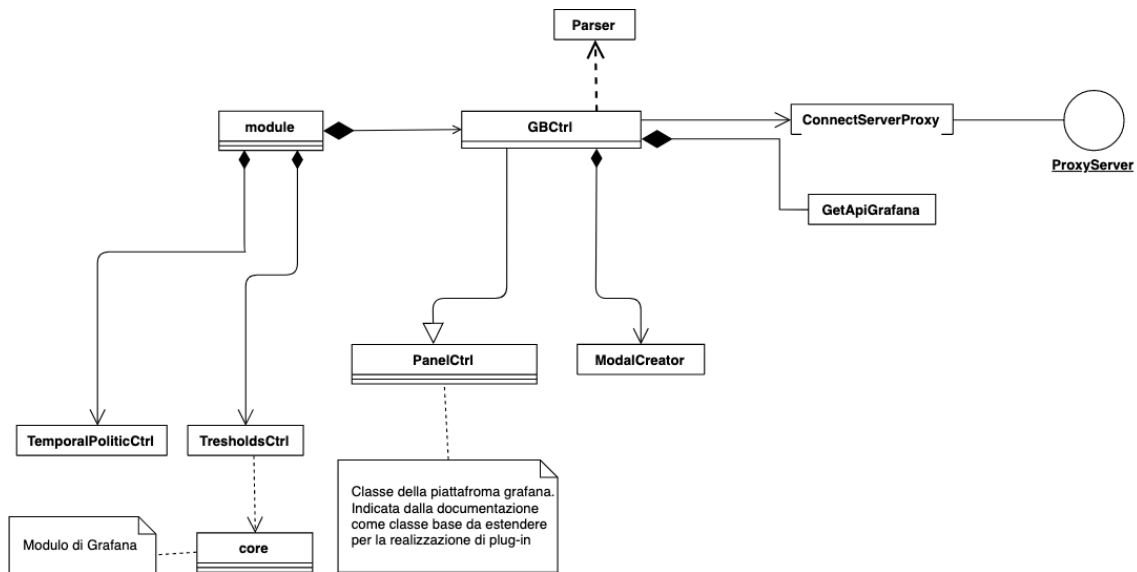 Parser
module
GBCtrl
ConnectServerProxy
ProxyServer
GetApiGrafana
PanelCtrl
ModalCreator
TemporalPoliticCtrl
TresholdsCtrl
Classe della piattafroma grafana.
Indicata dalla documentazione
come classe base da estendere
per la realizzazione di plug-in
Modulo di Grafana
core